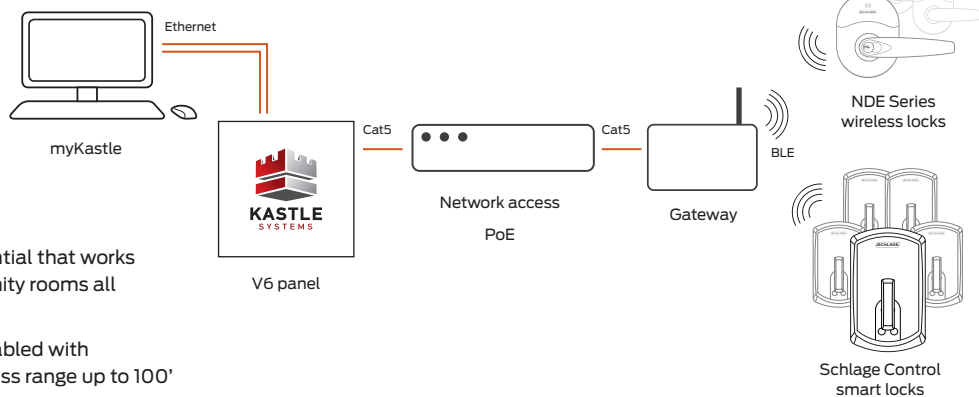 Ethernet
myKastle
KASTLE
SYSTEMS
V6 panel
Cat5
Network access
PoE
Cat5
Gateway
BLE
NDE Series
wireless locks
SCHLAGE
Schlage Control
smart locks
ntial that works
nity rooms all
abled with
ss range up to 100'